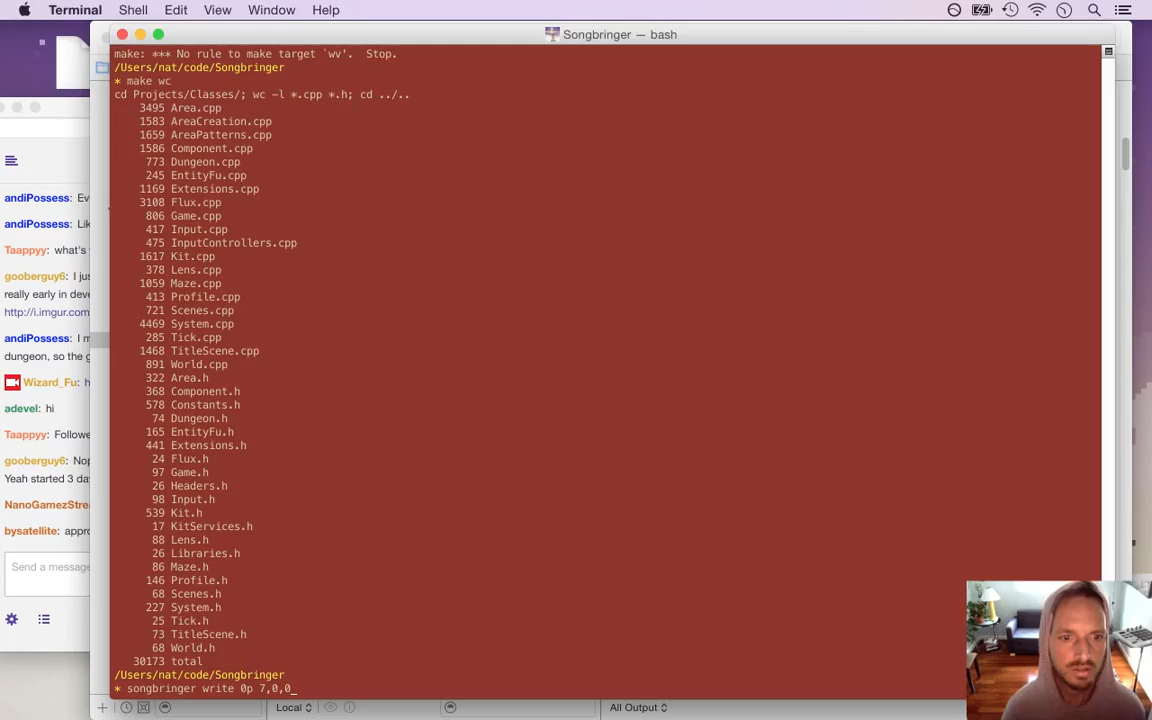 Terminal Shell Edit View Window Help
Songbringer — bash
make: *** No rule to make target `wv'.  Stop.
/Users/nat/code/Songbringer
* make wc
cd Projects/Classes/; wc -l *.cpp *.h; cd ../..
3495 Area.cpp
1583 AreaCreation.cpp
1659 AreaPatterns.cpp
1586 Component.cpp
773 Dungeon.cpp
245 EntityFu.cpp
1169 Extensions.cpp
3108 Flux.cpp
806 Game.cpp
417 Input.cpp
475 InputControllers.cpp
1617 Kit.cpp
378 Lens.cpp
1059 Maze.cpp
413 Profile.cpp
721 Scenes.cpp
4469 System.cpp
285 Tick.cpp
1468 TitleScene.cpp
891 World.cpp
322 Area.h
368 Component.h
578 Constants.h
74 Dungeon.h
165 EntityFu.h
441 Extensions.h
24 Flux.h
97 Game.h
26 Headers.h
98 Input.h
539 Kit.h
17 KitServices.h
88 Lens.h
26 Libraries.h
86 Maze.h
146 Profile.h
68 Scenes.h
227 System.h
25 Tick.h
73 TitleScene.h
68 World.h
30173 total
/Users/nat/code/Songbringer
* songbringer write 0p 7,0,0_
andiPossess: Ev
andiPossess: Lik
Taappyy: what's
gooberguy6: I jus
really early in deve
http://i.imgur.com
andiPossess: I m
dungeon, so the g
Wizard_Fu: h
adevel: hi
Taappyy: Followe
gooberguy6: Nop
Yeah started 3 da
NanoGamezStrea
bysatellite: appro
Send a message
Local
All Output